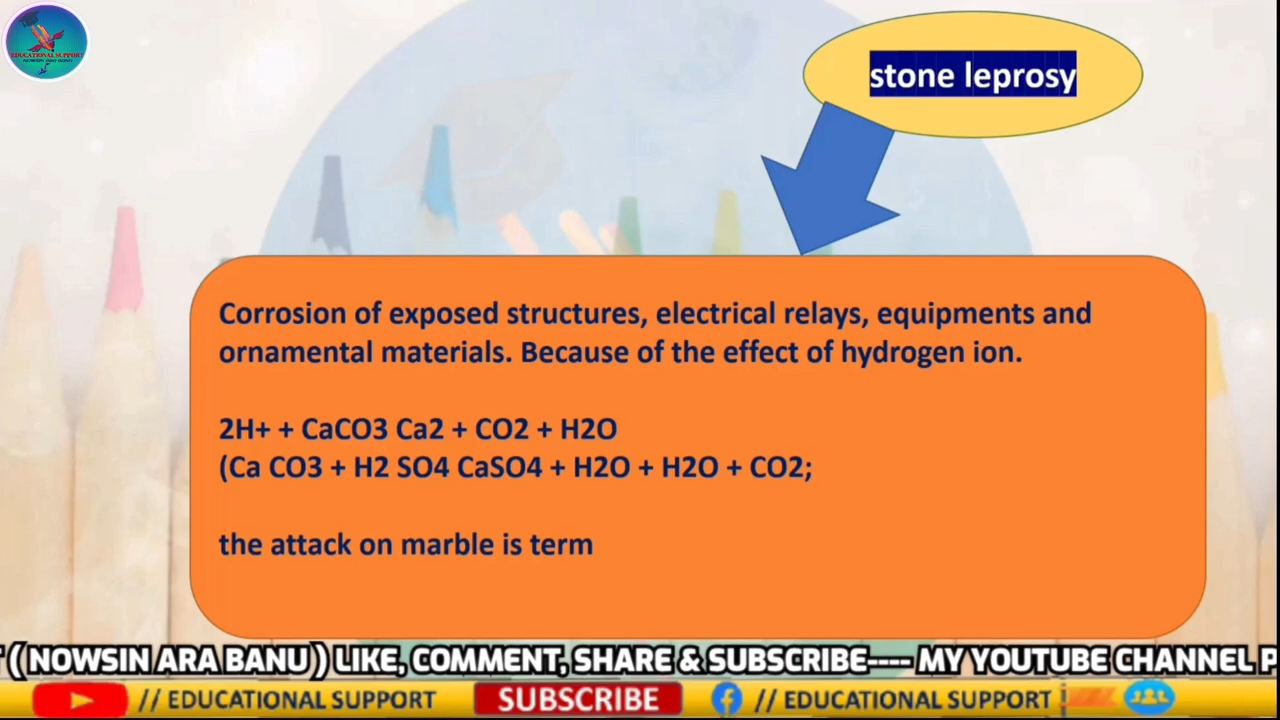 EDUCATIONAL SUPPORT
stone leprosy
Corrosion of exposed structures, electrical relays, equipments and
ornamental materials. Because of the effect of hydrogen ion.
2H+ + CaCO3 Ca2 + CO2 + H2O
(Ca CO3 + H2 SO4 CaSO4 + H2O + H2O + CO2;
the attack on marble is term
((NOWSIN ARA BANU) LIKE, COMMENT, SHARE & SUBSCRIBE---- MY YOUTUBE CHANNEL
// EDUCATIONAL SUPPORT SUBSCRIBE // EDUCATIONAL SUPPORT